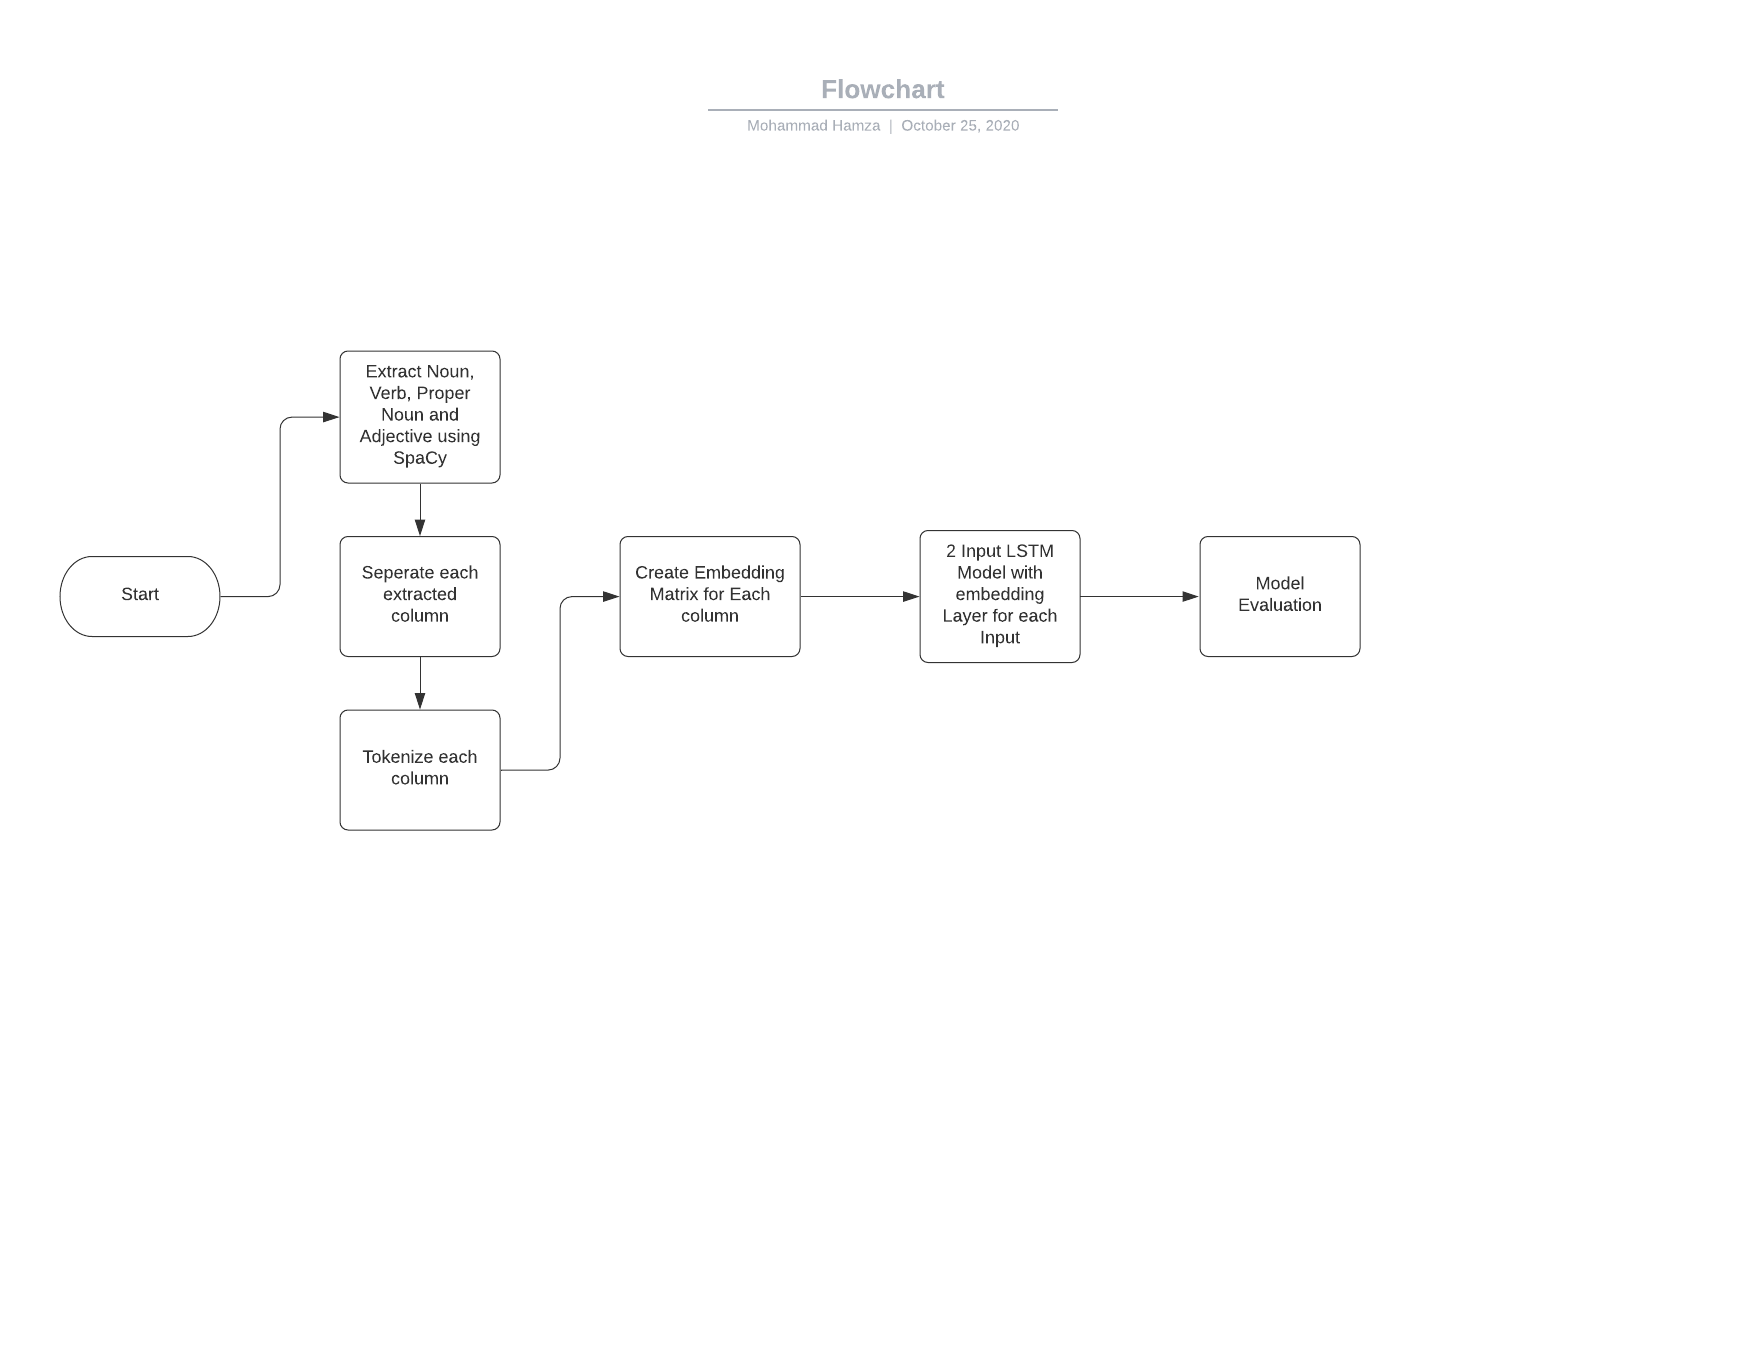 Flowchart
Mohammad Hamza | October 25, 2020
Start
Extract Noun,
Verb, Proper
Noun and
Adjective using
SpaCy
Seperate each
extracted
column
Tokenize each
column
Create Embedding
Matrix for Each
column
2 Input LSTM
Model with
embedding
Layer for each
Input
Model
Evaluation